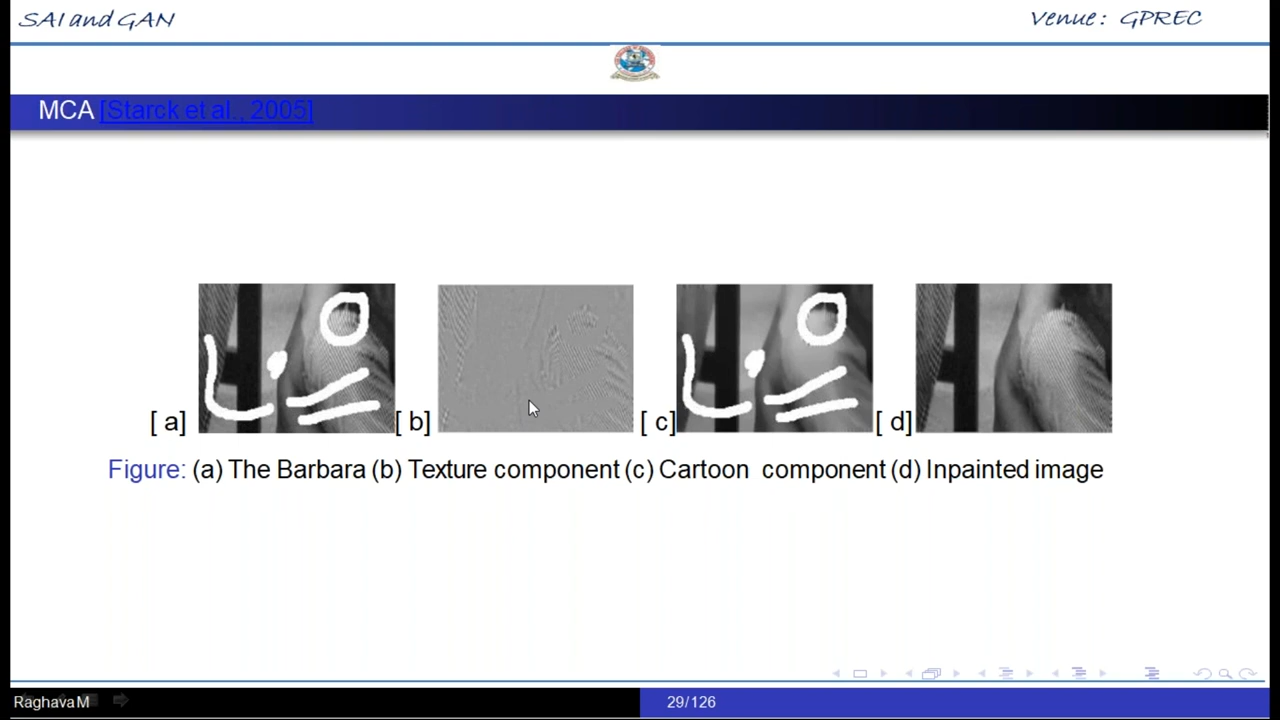 SAI and GAN
Venue: GPREC
MCA [Starck et al., 2005]
[ a] [ b] [ c] [ d]
Figure: (a) The Barbara (b) Texture component (c) Cartoon component (d) Inpainted image
Raghava M
29/126